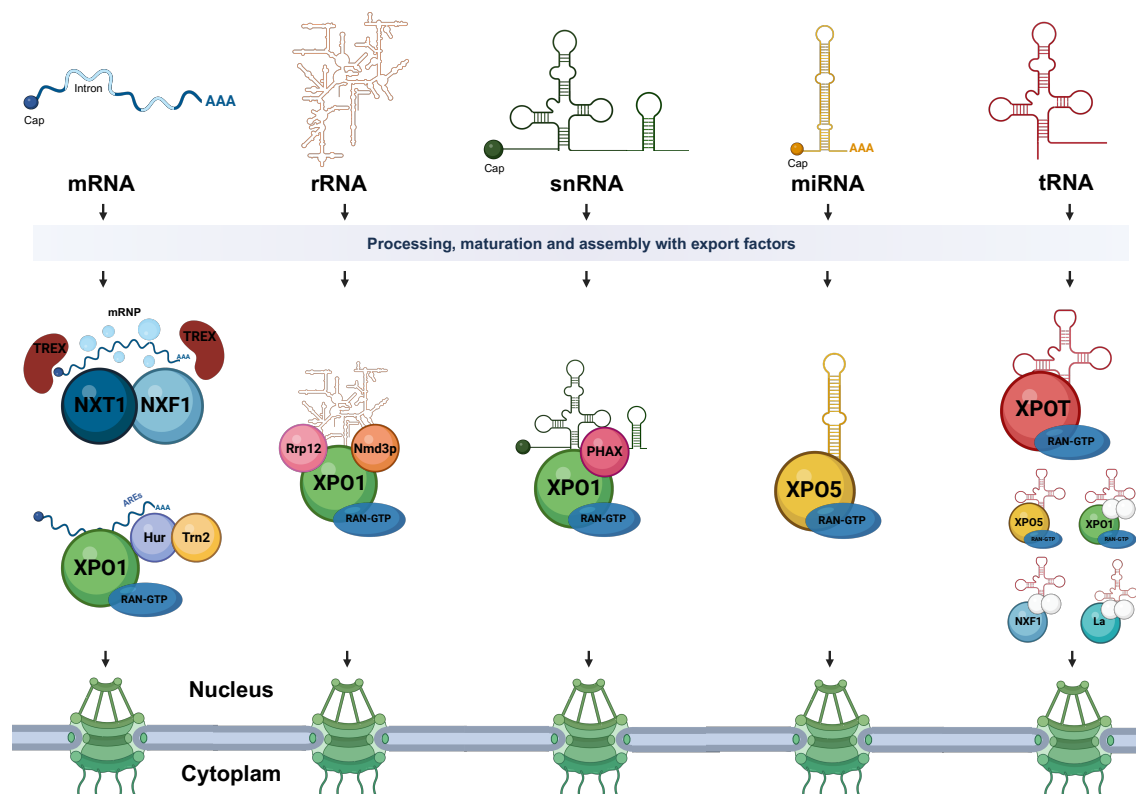 Intron
AAA
Cap
mRNA
rRNA
Cap
snRNA
Cap
AAA
miRNA
tRNA
Processing, maturation and assembly with export factors
mRNP
TREX
TREX
AAA
NXT1
NXF1
AREs
AAA
XPO1
Hur
Trn2
RAN-GTP
Rrp12
Nmd3p
XPO1
RAN-GTP
PHAX
XPO1
RAN-GTP
XPO5
RAN-GTP
XPOT
RAN-GTP
XPO5
RAN-GTP
XPO1
RAN-GTP
NXF1
La
Nucleus
Cytoplam